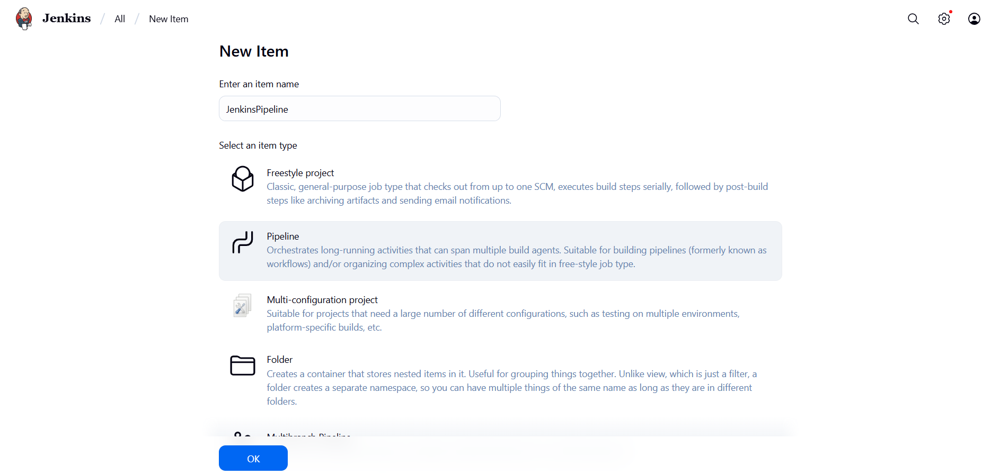 Jenkins / All / New Item
New Item
Enter an item name
JenkinsPipeline
Select an item type
Freestyle project
Classic, general-purpose job type that checks out from up to one SCM, executes build steps serially, followed by post-build
steps like archiving artifacts and sending email notifications.
Pipeline
Orchestrates long-running activities that can span multiple build agents. Suitable for building pipelines (formerly known as
workflows) and/or organizing complex activities that do not easily fit in free-style job type.
Multi-configuration project
Suitable for projects that need a large number of different configurations, such as testing on multiple environments,
platform-specific builds, etc.
Folder
Creates a container that stores nested items in it. Useful for grouping things together. Unlike view, which is just a filter, a
folder creates a separate namespace, so you can have multiple things of the same name as long as they are in different
folders.
Multibranch Pipeline
OK